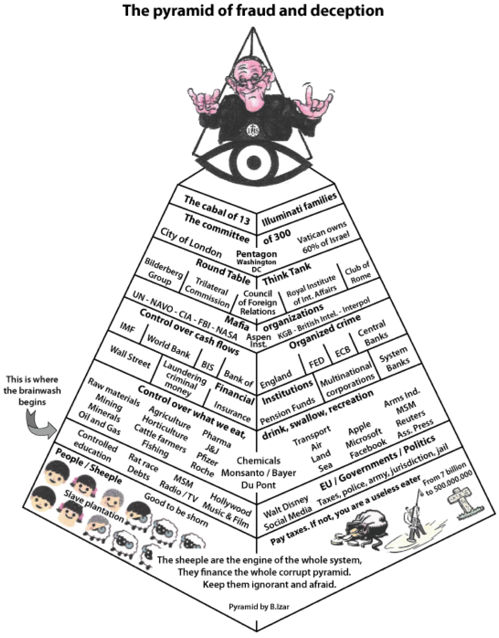 The pyramid of fraud and deception
IHS
The cabal of 13
Illuminati families
The committee
of 300
City of London
Pentagon
Washington
DC
Vatican owns
60% of Israel
Round Table
Think Tank
Bilderberg
Group
Trilateral
Commission
Council
of Foreign
Relations
Royal Institute
of Int. Affairs
Club of
Rome
UN - NAVO - CIA - FBI - NASA
Mafia
organizations
Aspen
Inst.
KGB - British Intel. - Interpol
Control over cash flows
Organized crime
IMF
World Bank
BIS
Bank of
England
FED
ECB
Central
Banks
Wall Street
Laundering
criminal
money
Financial
Institutions
Insurance
Pension Funds
Multinational
corporations
System
Banks
Control over what we eat,
drink, swallow, recreation
Raw materials
Mining
Minerals
Oil and Gas
Agriculture
Horticulture
Cattle farmers
Fishing
Pharma
J&J
Pfizer
Roche
Chemicals
Monsanto / Bayer
Du Pont
Transport
Air
Land
Sea
Apple
Microsoft
Facebook
Arms Ind.
MSM
Reuters
Ass. Press
This is where
the brainwash
begins
Controlled
education
Rat race
Debts
MSM
Radio / TV
Hollywood
Music & Film
Walt Disney
Social Media
EU / Governments / Politics
Taxes, police, army, jurisdiction, jail
People / Sheeple
Slave plantation
Good to be shorn
Pay taxes. if not, you are a useless eater
From 7 billion
to 500.000.000
The sheeple are the engine of the whole system,
They finance the whole corrupt pyramid.
Keep them ignorant and afraid.
Pyramid by B.Izar